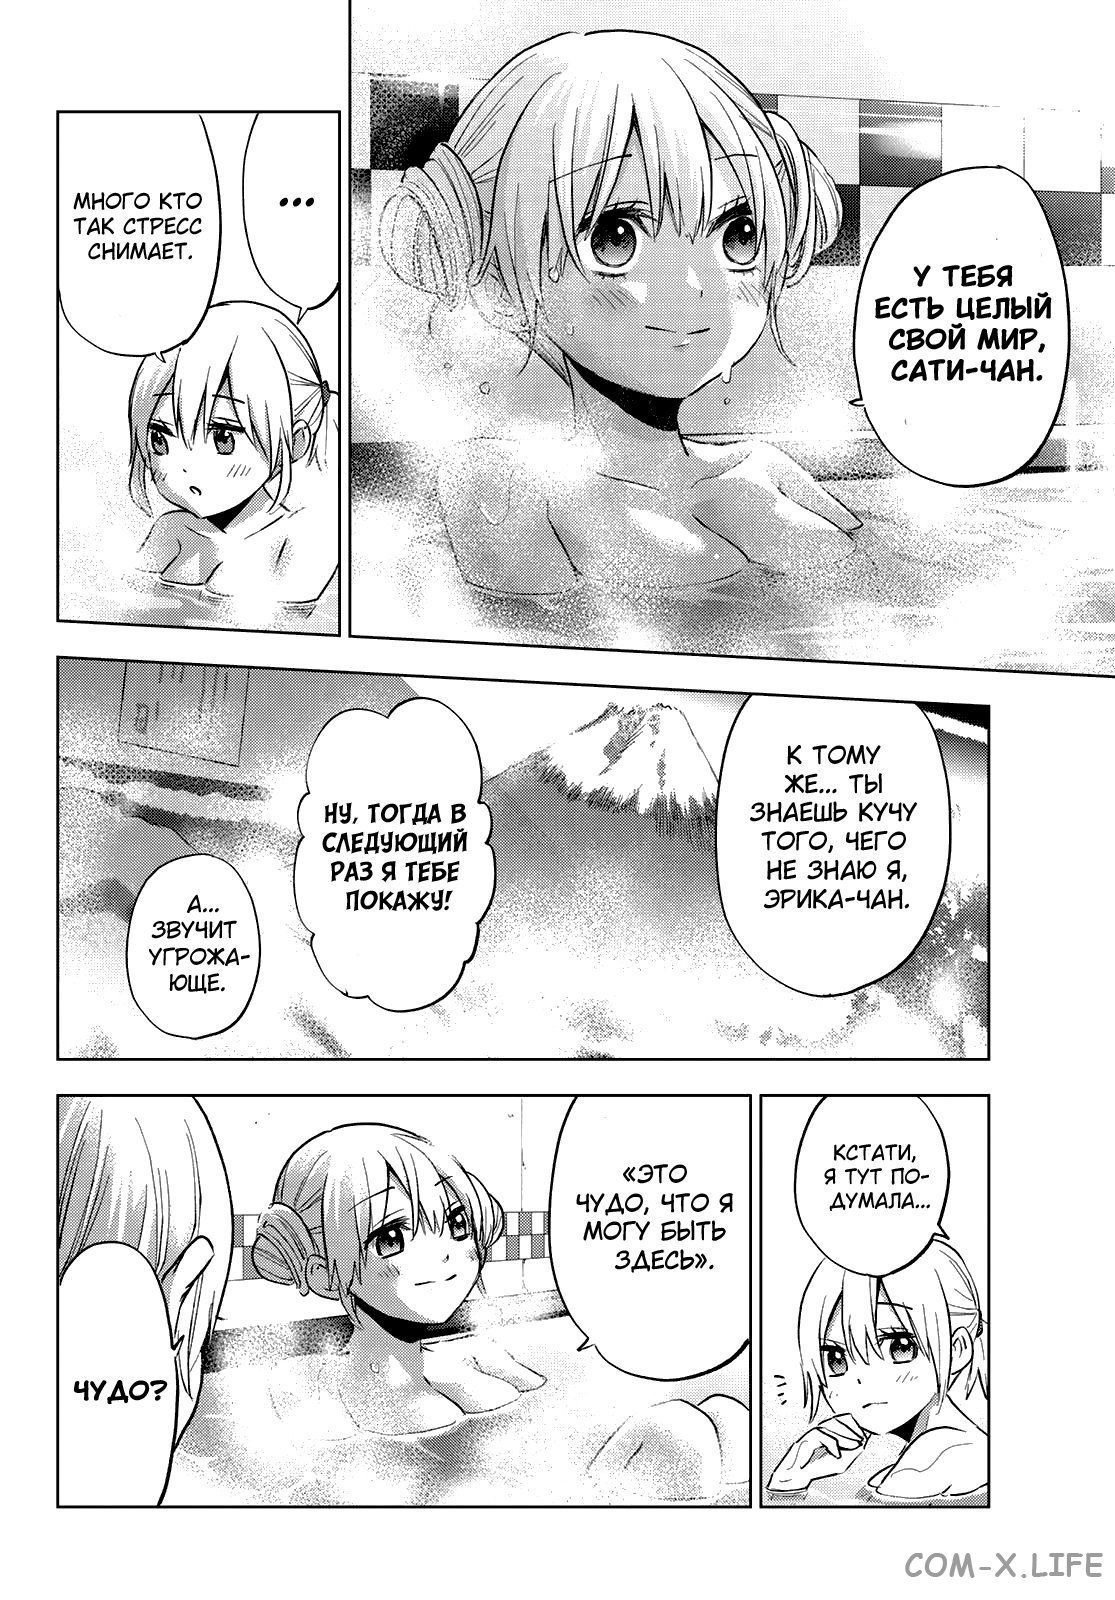 У ТЕБЯ
ЕСТЬ ЦЕЛЫЙ
СВОЙ МИР,
САТИ-ЧАН.
...
МНОГО КТО
ТАК СТРЕСС
СНИМАЕТ.
К ТОМУ
ЖЕ... ТЫ
ЗНАЕШЬ КУЧУ
ТОГО, ЧЕГО
НЕ ЗНАЮ Я,
ЭРИКА-ЧАН.
НУ, ТОГДА В
СЛЕДУЮЩИЙ
РАЗ Я ТЕБЕ
ПОКАЖУ!
А...
ЗВУЧИТ
УГРОЖА-
ЮЩЕ.
КСТАТИ,
Я ТУТ ПО-
ДУМАЛА...
«ЭТО
ЧУДО, ЧТО Я
МОГУ БЫТЬ
ЗДЕСЬ».
ЧУДО?
COM-X.LIFE